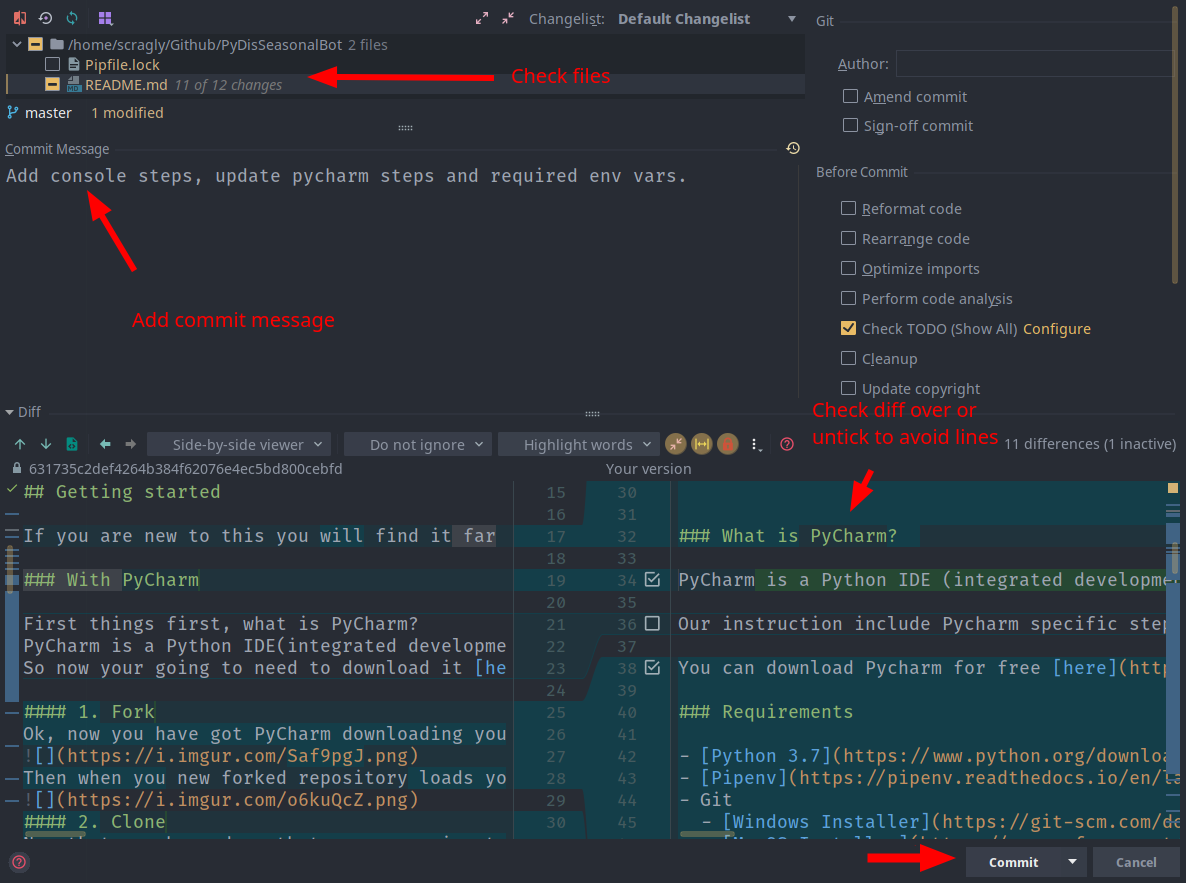 Changelist: Default Changelist
/home/scragly/Github/PyDisSeasonalBot 2 files
Pipfile.lock
README.md 11 of 12 changes
Check files
master 1 modified
Commit Message
Add console steps, update pycharm steps and required env vars.
Add commit message
Git
Author:
Amend commit
Sign-off commit
Before Commit
Reformat code
Rearrange code
Optimize imports
Perform code analysis
Check TODO (Show All) Configure
Cleanup
Update copyright
Check diff over or
untick to avoid lines
Diff
Side-by-side viewer Do not ignore Highlight words 11 differences (1 inactive)
631735c2def4264b384f62076e4ec5bd800cebfd
Your version
## Getting started 15
16
If you are new to this you will find it far 17
18
### With PyCharm 19
20
First things first, what is PyCharm? 21
PyCharm is a Python IDE(integrated developme 22
So now your going to need to download it [he 23
24
#### 1. Fork 25
Ok, now you have got PyCharm downloading you 26
![](https://i.imgur.com/Saf9pgJ.png) 27
Then when you new forked repository loads yo 28
![](https://i.imgur.com/o6kuQcZ.png) 29
#### 2. Clone 30
30
31
32 ### What is PyCharm?
33
34 PyCharm is a Python IDE (integrated developme
35
36 Our instruction include Pycharm specific step
37
38 You can download Pycharm for free [here](http
39
40 ### Requirements
41
42 - [Python 3.7](https://www.python.org/downloa
43 - [Pipenv](https://pipenv.readthedocs.io/en/la
44 - Git
45 - [Windows Installer](https://git-scm.com/do
Commit Cancel